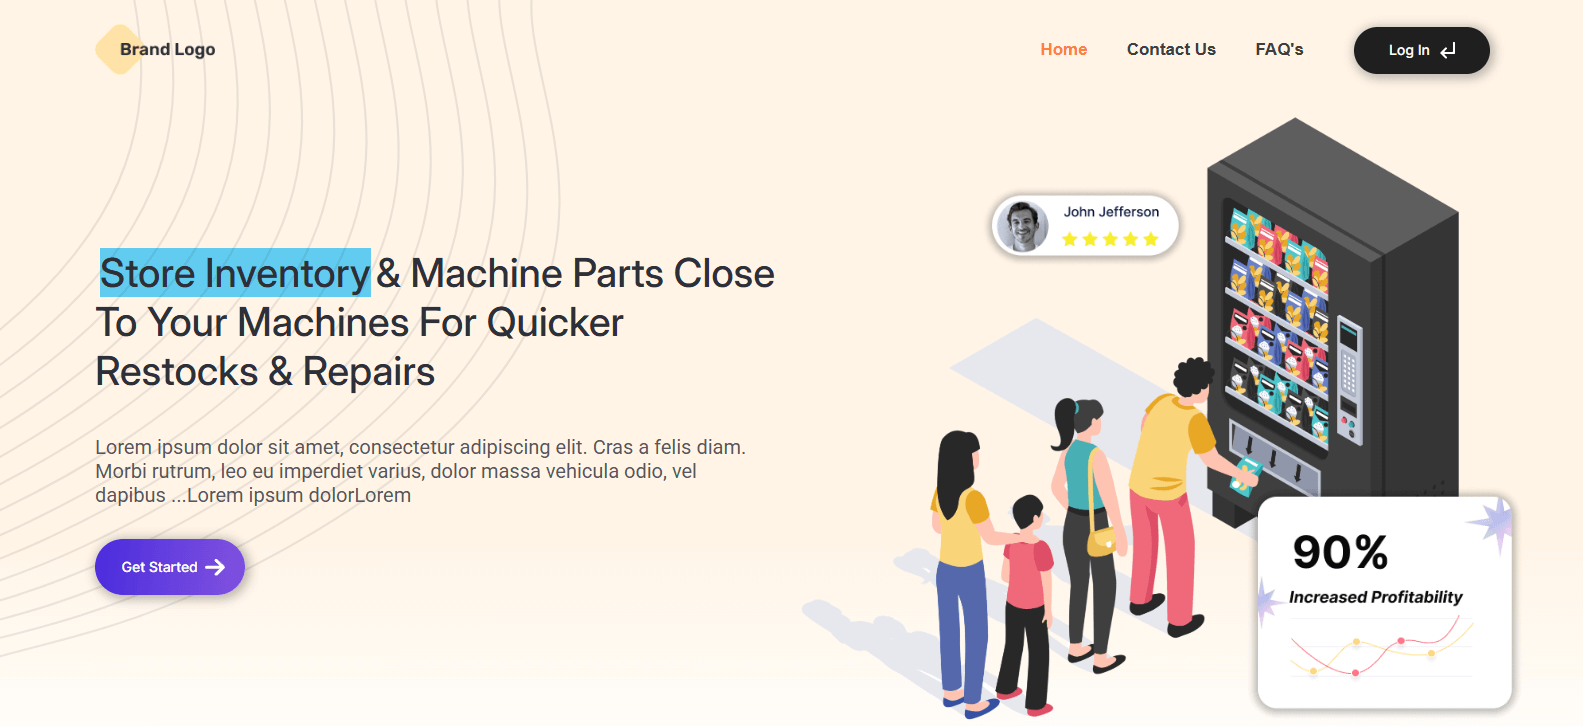 Brand Logo
Home
Contact Us
FAQ's
Log In
John Jefferson
Store Inventory & Machine Parts Close
To Your Machines For Quicker
Restocks & Repairs
Lorem ipsum dolor sit amet, consectetur adipiscing elit. Cras a felis diam.
Morbi rutrum, leo eu imperdiet varius, dolor massa vehicula odio, vel
dapibus ...Lorem ipsum dolorLorem
Get Started
90%
Increased Profitability